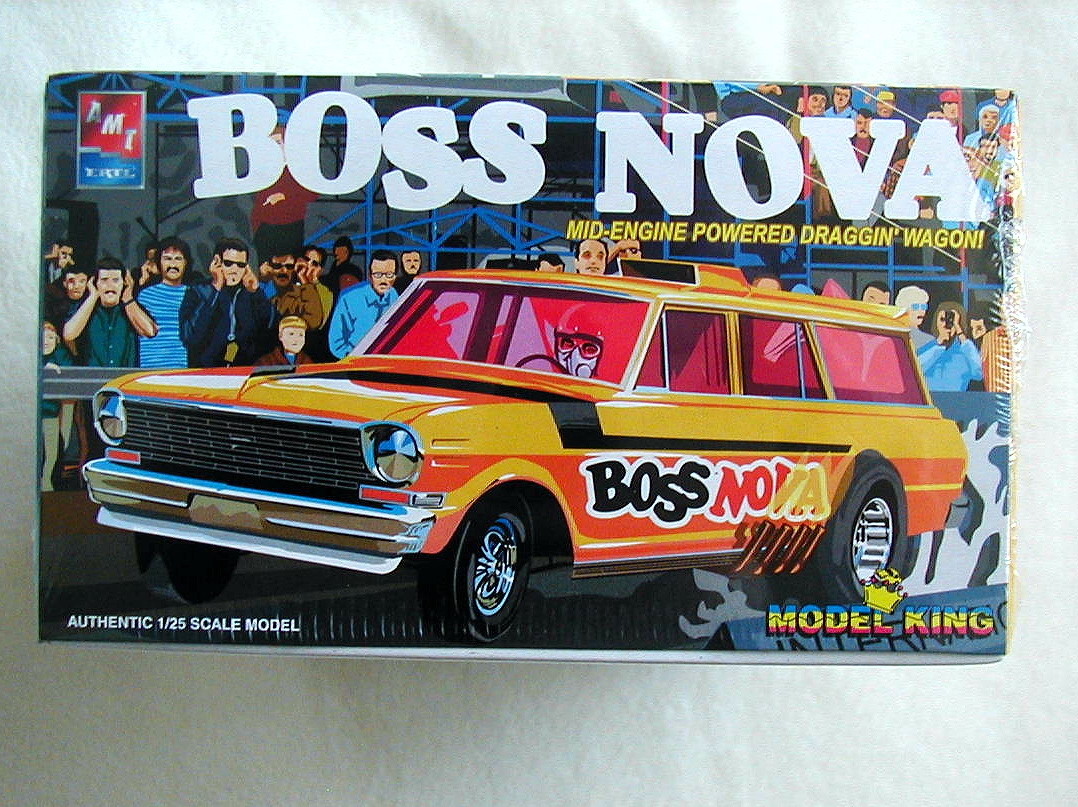 AMT
ERTL
BOSS NOVA
MID-ENGINE POWERED DRAGGIN' WAGON!
BOSS NOVA
AUTHENTIC 1/25 SCALE MODEL
MODEL KING